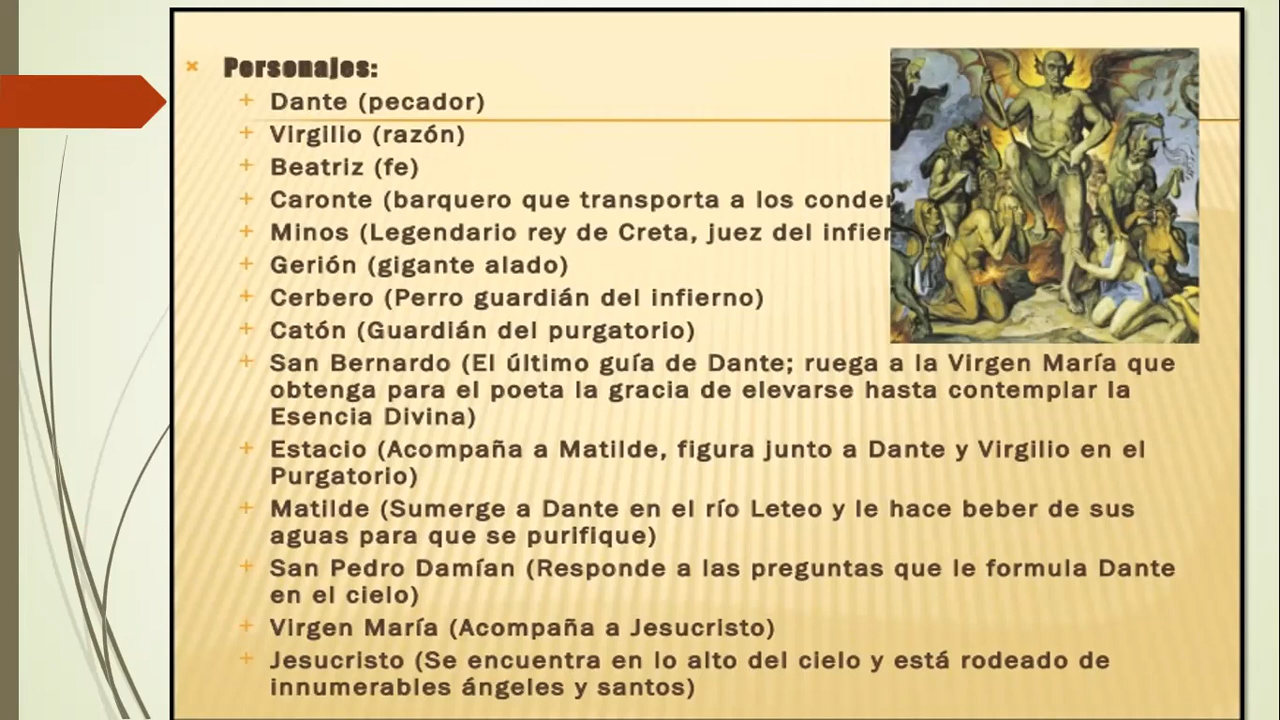 Personajes:
Dante (pecador)
Virgilio (razón)
Beatriz (fe)
Caronte (barquero que transporta a los
Minos (Legendario rey de Creta, juez del
Gerión (gigante alado)
Cerbero (Perro guardián del infierno)
Catón (Guardián del purgatorio)
San Bernardo (El último guía de Dante; ruega a la Virgen María que
obtenga para el poeta la gracia de elevarse hasta contemplar la
Esencia Divina)
Estacio (Acompaña a Matilde, figura junto a Dante y Virgilio en el
Purgatorio)
Matilde (Sumerge a Dante en el río Leteo y le hace beber de sus
aguas para que se purifique)
San Pedro Damían (Responde a las preguntas que le formula Dante
en el cielo)
Virgen María (Acompaña a Jesucristo)
Jesucristo (Se encuentra en lo alto del cielo y está rodeado de
innumerables ángeles y santos)